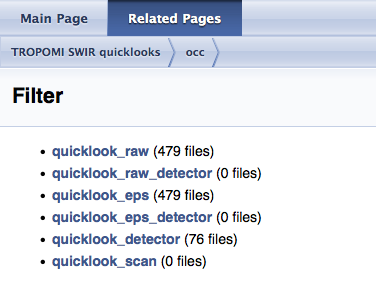 Main Page Related Pages
TROPOMI SWIR quicklooks occ
Filter
• quicklook_raw (479 files)
• quicklook_raw_detector (0 files)
• quicklook_eps (479 files)
• quicklook_eps_detector (0 files)
• quicklook_detector (76 files)
• quicklook_scan (0 files)